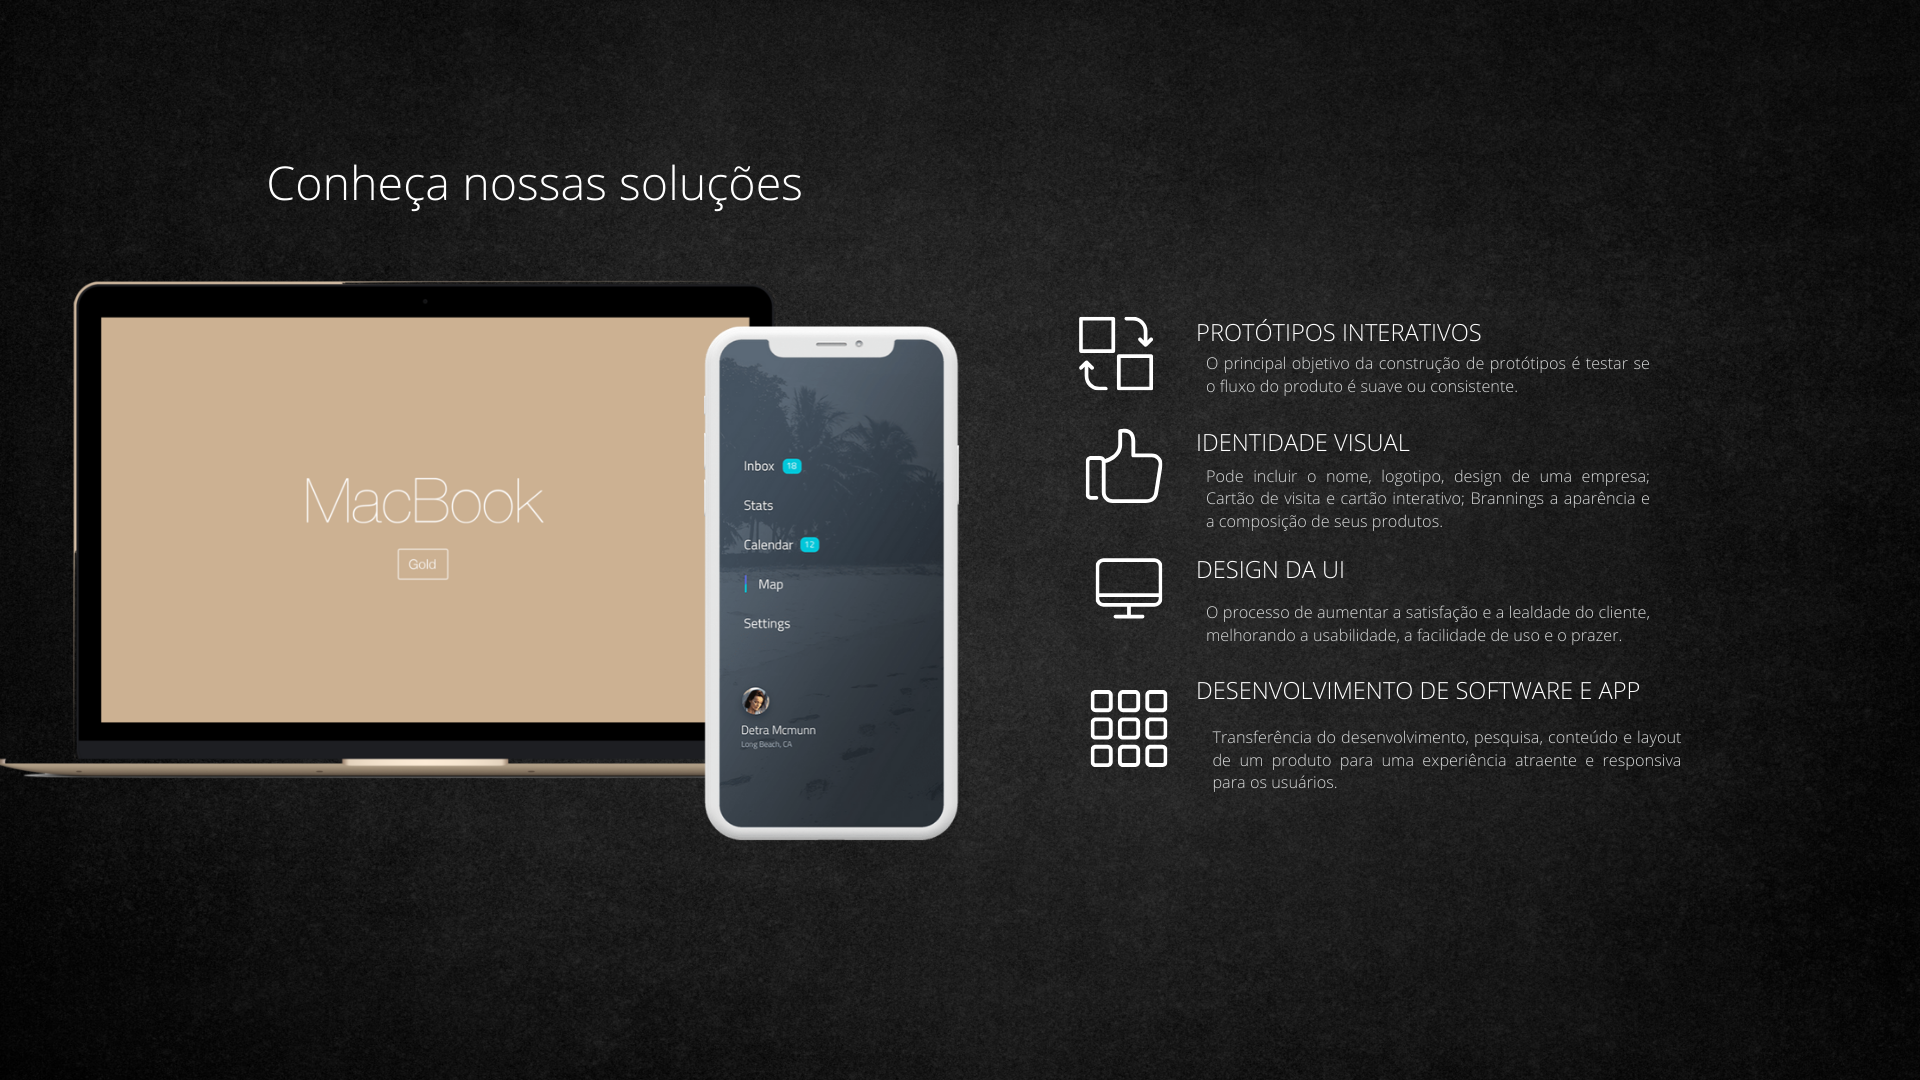 Conheça nossas soluções
MacBook
Gold
Inbox 18
Stats
Calendar 12
Map
Settings
Detra Mcmunn
Long Beach, CA
PROTÓTIPOS INTERATIVOS
O principal objetivo da construção de protótipos é testar se
o fluxo do produto é suave ou consistente.
IDENTIDADE VISUAL
Pode incluir o nome, logotipo, design de uma empresa;
Cartão de visita e cartão interativo; Brannings a aparência e
a composição de seus produtos.
DESIGN DA UI
O processo de aumentar a satisfação e a lealdade do cliente,
melhorando a usabilidade, a facilidade de uso e o prazer.
DESENVOLVIMENTO DE SOFTWARE E APP
Transferência do desenvolvimento, pesquisa, conteúdo e layout
de um produto para uma experiência atraente e responsiva
para os usuários.